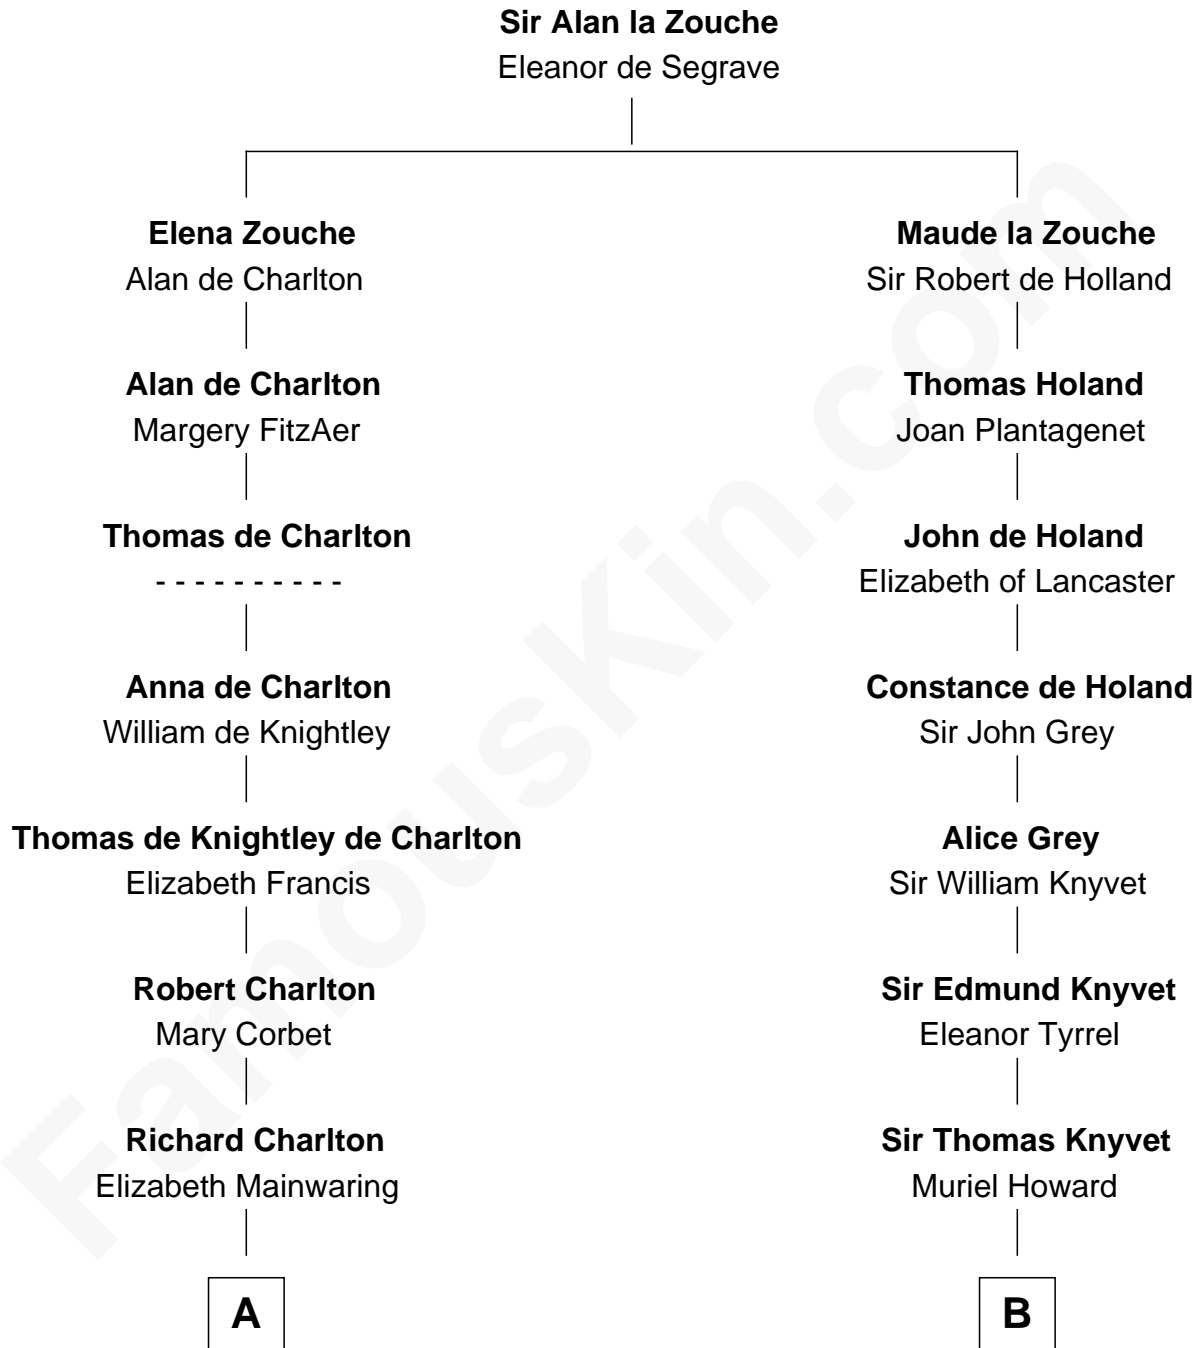 Sir Alan la Zouche
Eleanor de Segrave
Elena Zouche
Alan de Charlton
Maude la Zouche
Sir Robert de Holland
Alan de Charlton
Margery FitzAer
Thomas Holand
Joan Plantagenet
Thomas de Charlton
- - - - - - - - - -
John de Holand
Elizabeth of Lancaster
Anna de Charlton
William de Knightley
Constance de Holand
Sir John Grey
Thomas de Knightley de Charlton
Elizabeth Francis
Alice Grey
Sir William Knyvet
Robert Charlton
Mary Corbet
Sir Edmund Knyvet
Eleanor Tyrrel
Richard Charlton
Elizabeth Mainwaring
Sir Thomas Knyvet
Muriel Howard
A
B
FamousKin.com